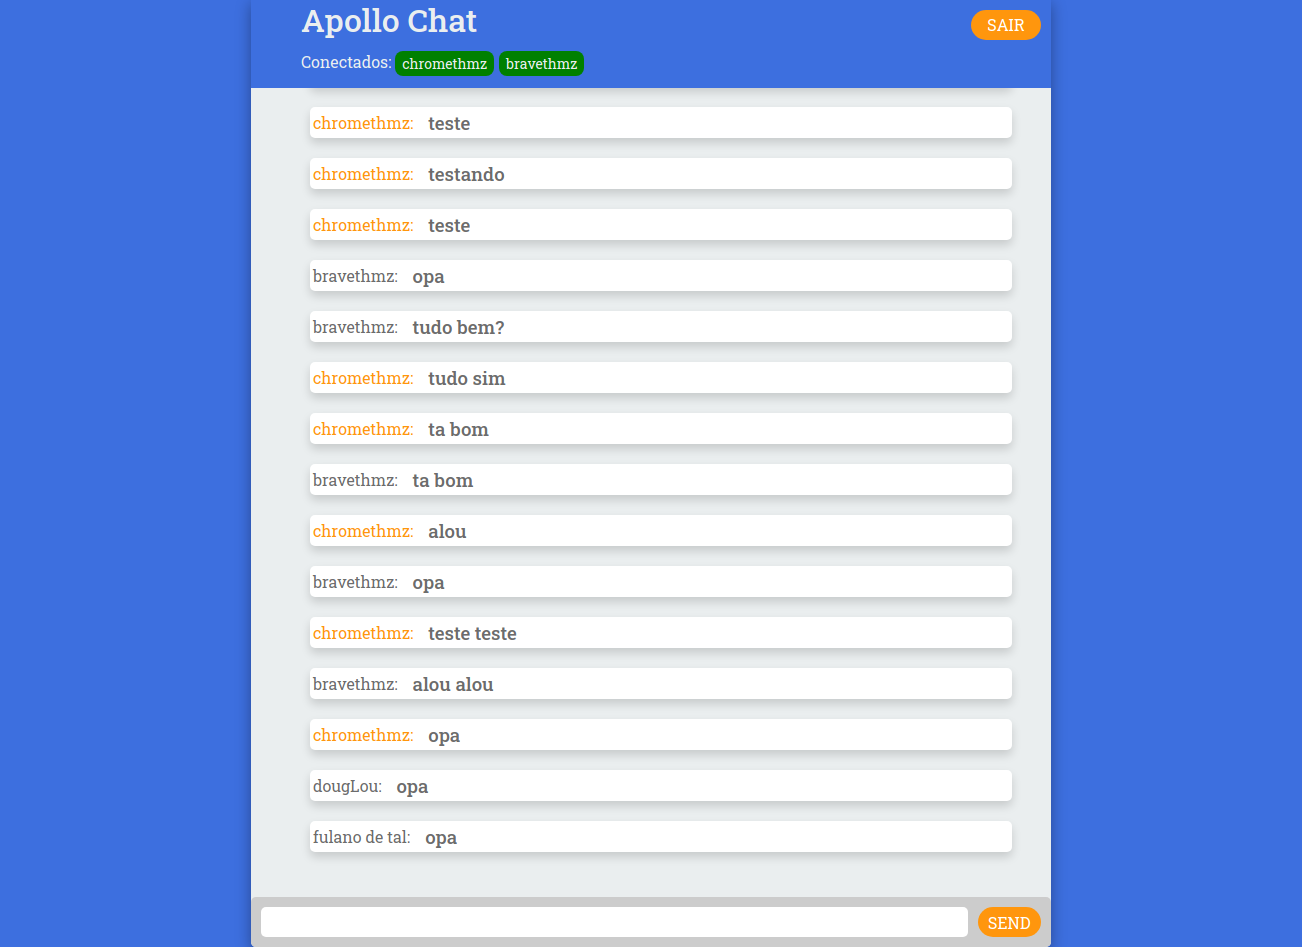 Apollo Chat
SAIR
Conectados: chromethmz bravethmz
chromethmz: teste
chromethmz: testando
chromethmz: teste
bravethmz: opa
bravethmz: tudo bem?
chromethmz: tudo sim
chromethmz: ta bom
bravethmz: ta bom
chromethmz: alou
bravethmz: opa
chromethmz: teste teste
bravethmz: alou alou
chromethmz: opa
dougLou: opa
fulano de tal: opa
SEND